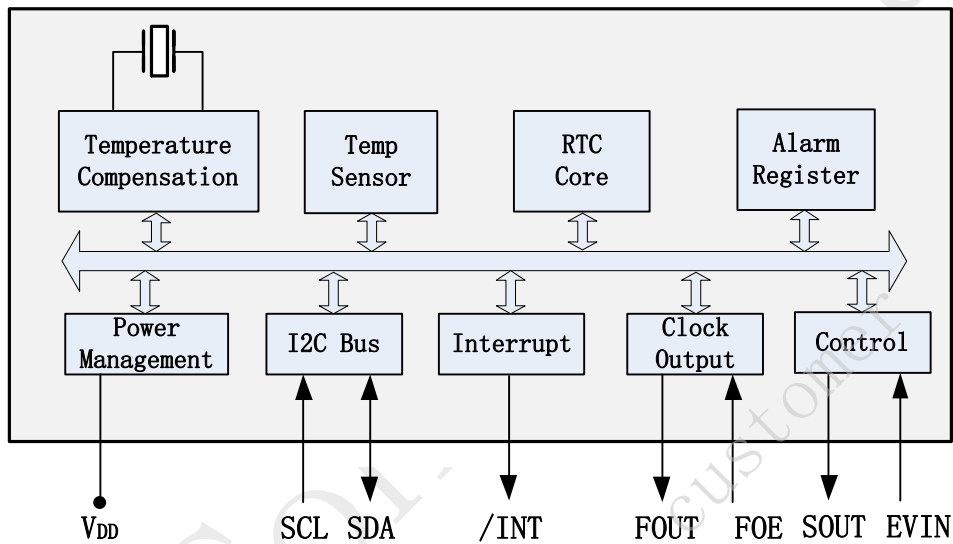 Temperature
Compensation
Temp
Sensor
RTC
Core
Alarm
Register
Power
Management
I2C Bus
Interrupt
Clock
Output
Control
VDD
SCL
SDA
/INT
FOUT
FOE
SOUT
EVIN
customer